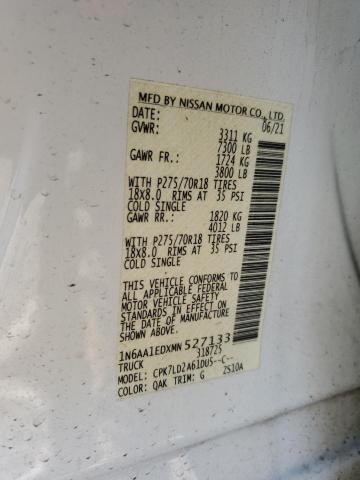 MFD BY NISSAN MOTOR CO., LTD.
DATE: 06/21
GVWR: 3311 KG
7300 LB
GAWR FR.: 1724 KG
3800 LB
WITH P275/70R18 TIRES
18X8.0 RIMS AT 35 PSI
COLD SINGLE
GAWR RR.: 1820 KG
4012 LB
WITH P275/70R18 TIRES
18X8.0 RIMS AT 35 PSI
COLD SINGLE
THIS VEHICLE CONFORMS TO
ALL APPLICABLE FEDERAL
MOTOR VEHICLE SAFETY
STANDARDS IN EFFECT ON
THE DATE OF MANUFACTURE
SHOWN ABOVE.
1N6AA1EDXMN527133
TRUCK 318725
MODEL: CPK7LD2A61DU5--C--
COLOR: QAK TRIM: G 2510A